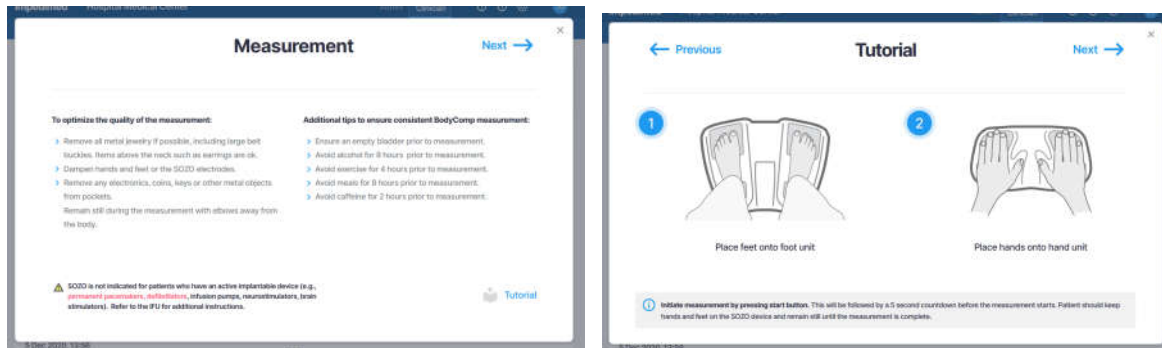 Hospital Medical Center
Clinician
×
Measurement
Next →
To optimize the quality of the measurement:
Remove all metal jewelry if possible, including large belt
buckles. Items above the neck such as earrings are ok.
Dampen hands and feet or the SOZO electrodes.
Remove any electronics, coins, keys or other metal objects
from pockets.
Remain still during the measurement with elbows away from
the body.
Additional tips to ensure consistent BodyComp measurement:
Ensure an empty bladder prior to measurement.
Avoid alcohol for 8 hours prior to measurement.
Avoid exercise for 4 hours prior to measurement.
Avoid meals for 8 hours prior to measurement.
Avoid caffeine for 2 hours prior to measurement.
SOZO is not indicated for patients who have an active implantable device (e.g.,
permanent pacemakers, defibrillators, infusion pumps, neurostimulators, brain
stimulators). Refer to the IFU for additional instructions.
Tutorial
5 Dec 2020, 12:56
← Previous
Tutorial
Next →
×
1
2
Place feet onto foot unit
Place hands onto hand unit
Initiate measurement by pressing start button. This will be followed by a 5 second countdown before the measurement starts. Patient should keep
hands and feet on the SOZO device and remain still until the measurement is complete.